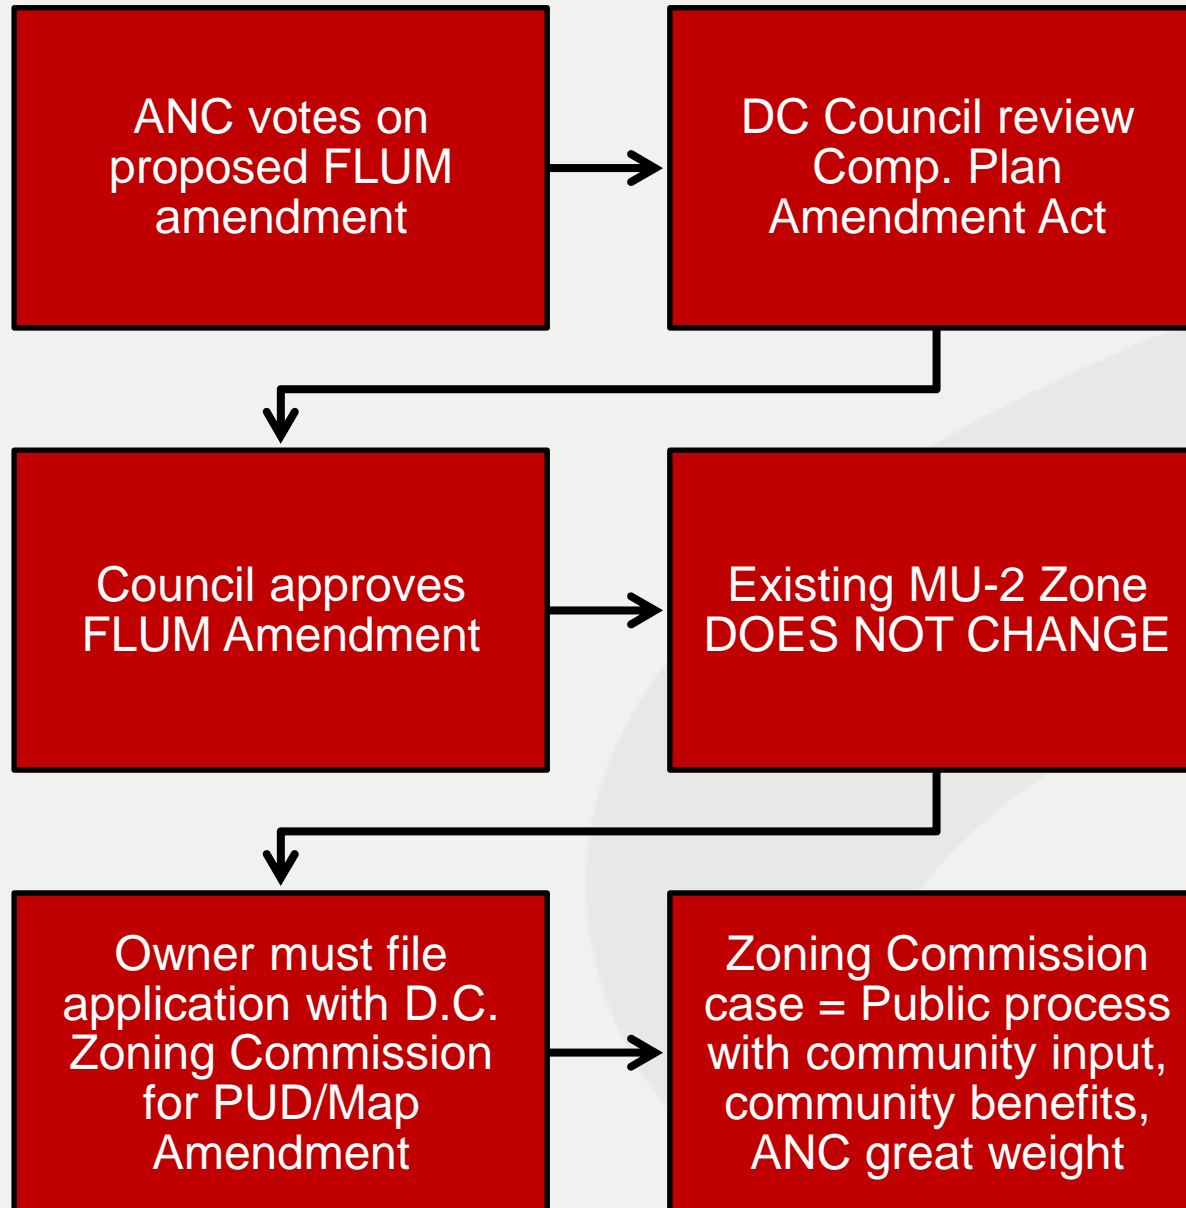 ANC votes on
proposed FLUM
amendment
DC Council review
Comp. Plan
Amendment Act
Council approves
FLUM Amendment
Existing MU-2 Zone
DOES NOT CHANGE
Owner must file
application with D.C.
Zoning Commission
for PUD/Map
Amendment
Zoning Commission
case = Public process
with community input,
community benefits,
ANC great weight